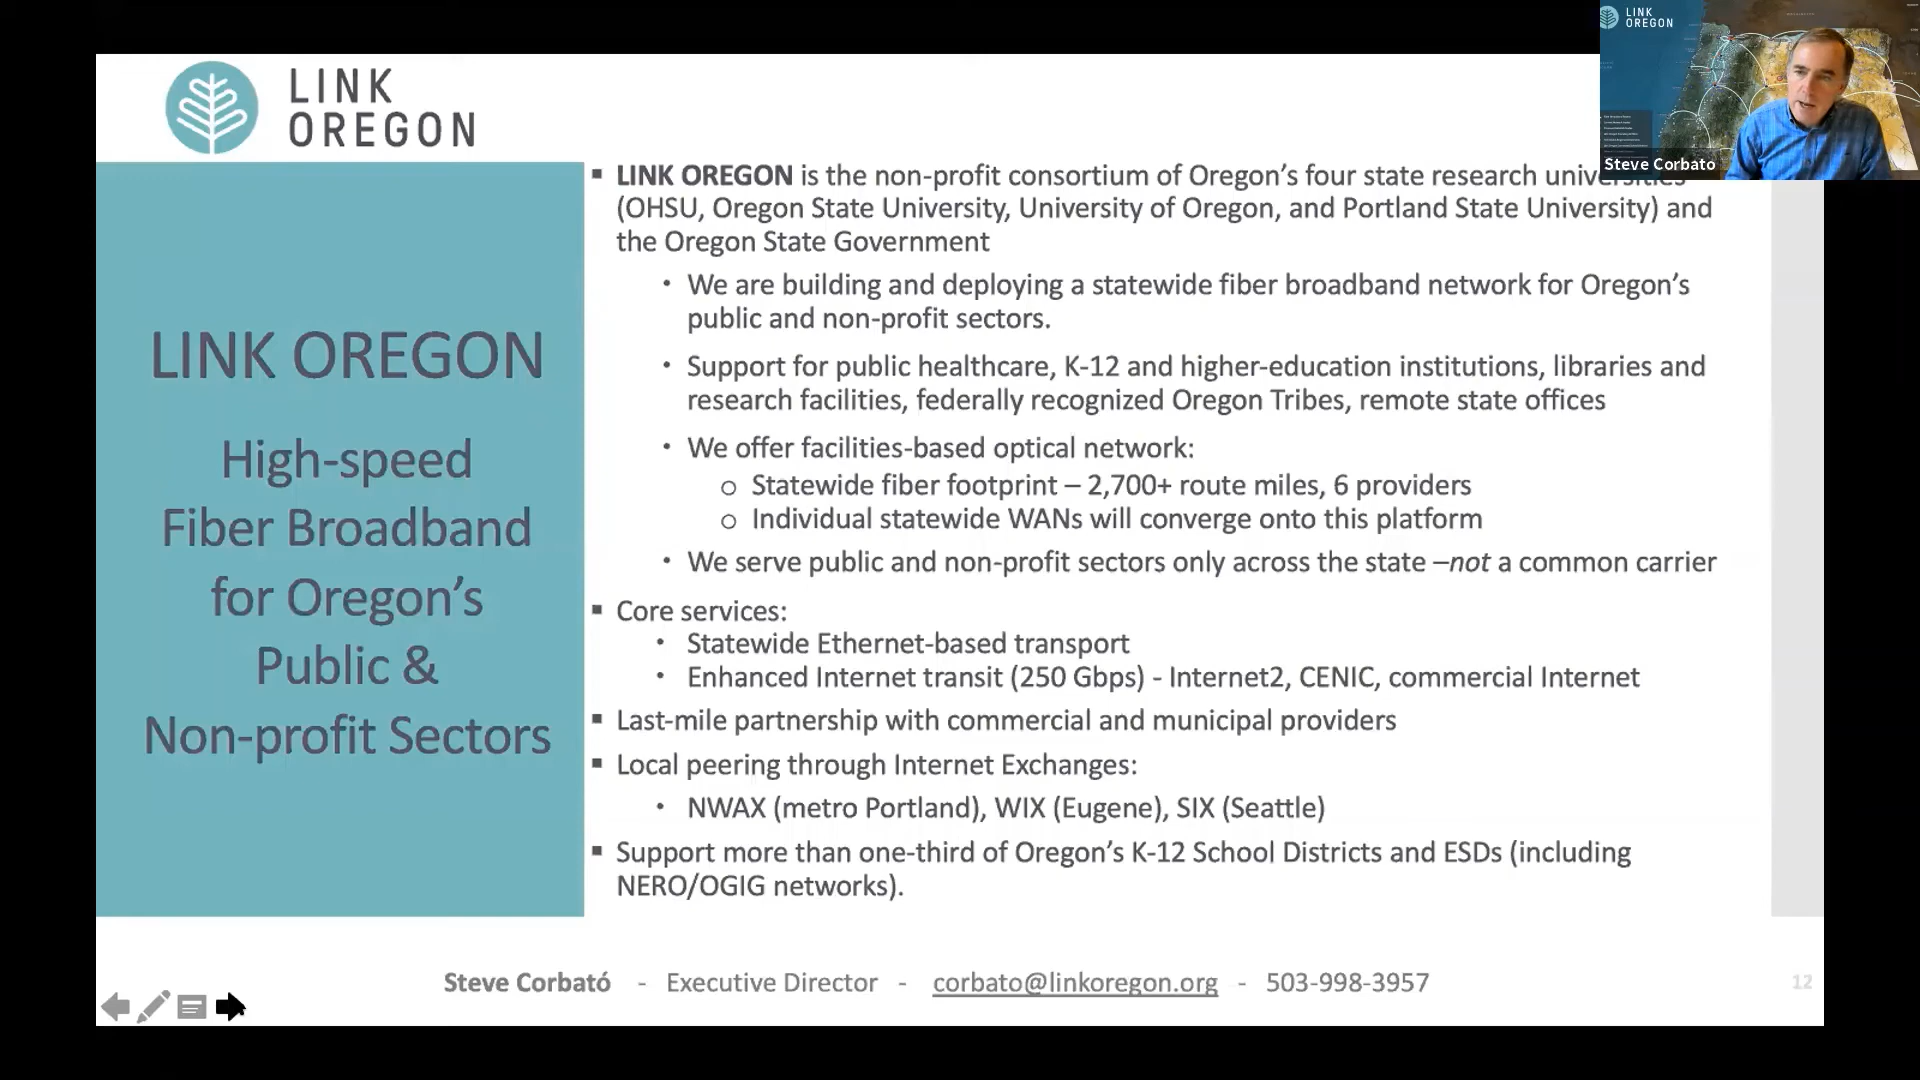 LINK
OREGON
LINK
OREGON
Steve Corbato
LINK OREGON
High-speed
Fiber Broadband
for Oregon’s
Public &
Non-profit Sectors
▪ LINK OREGON is the non-profit consortium of Oregon’s four state research universities
(OHSU, Oregon State University, University of Oregon, and Portland State University) and
the Oregon State Government
• We are building and deploying a statewide fiber broadband network for Oregon’s
public and non-profit sectors.
• Support for public healthcare, K-12 and higher-education institutions, libraries and
research facilities, federally recognized Oregon Tribes, remote state offices
• We offer facilities-based optical network:
o Statewide fiber footprint – 2,700+ route miles, 6 providers
o Individual statewide WANs will converge onto this platform
• We serve public and non-profit sectors only across the state –not a common carrier
▪ Core services:
• Statewide Ethernet-based transport
• Enhanced Internet transit (250 Gbps) - Internet2, CENIC, commercial Internet
▪ Last-mile partnership with commercial and municipal providers
▪ Local peering through Internet Exchanges:
• NWAX (metro Portland), WIX (Eugene), SIX (Seattle)
▪ Support more than one-third of Oregon’s K-12 School Districts and ESDs (including
NERO/OGIG networks).
Steve Corbató - Executive Director - corbato@linkoregon.org - 503-998-3957
12